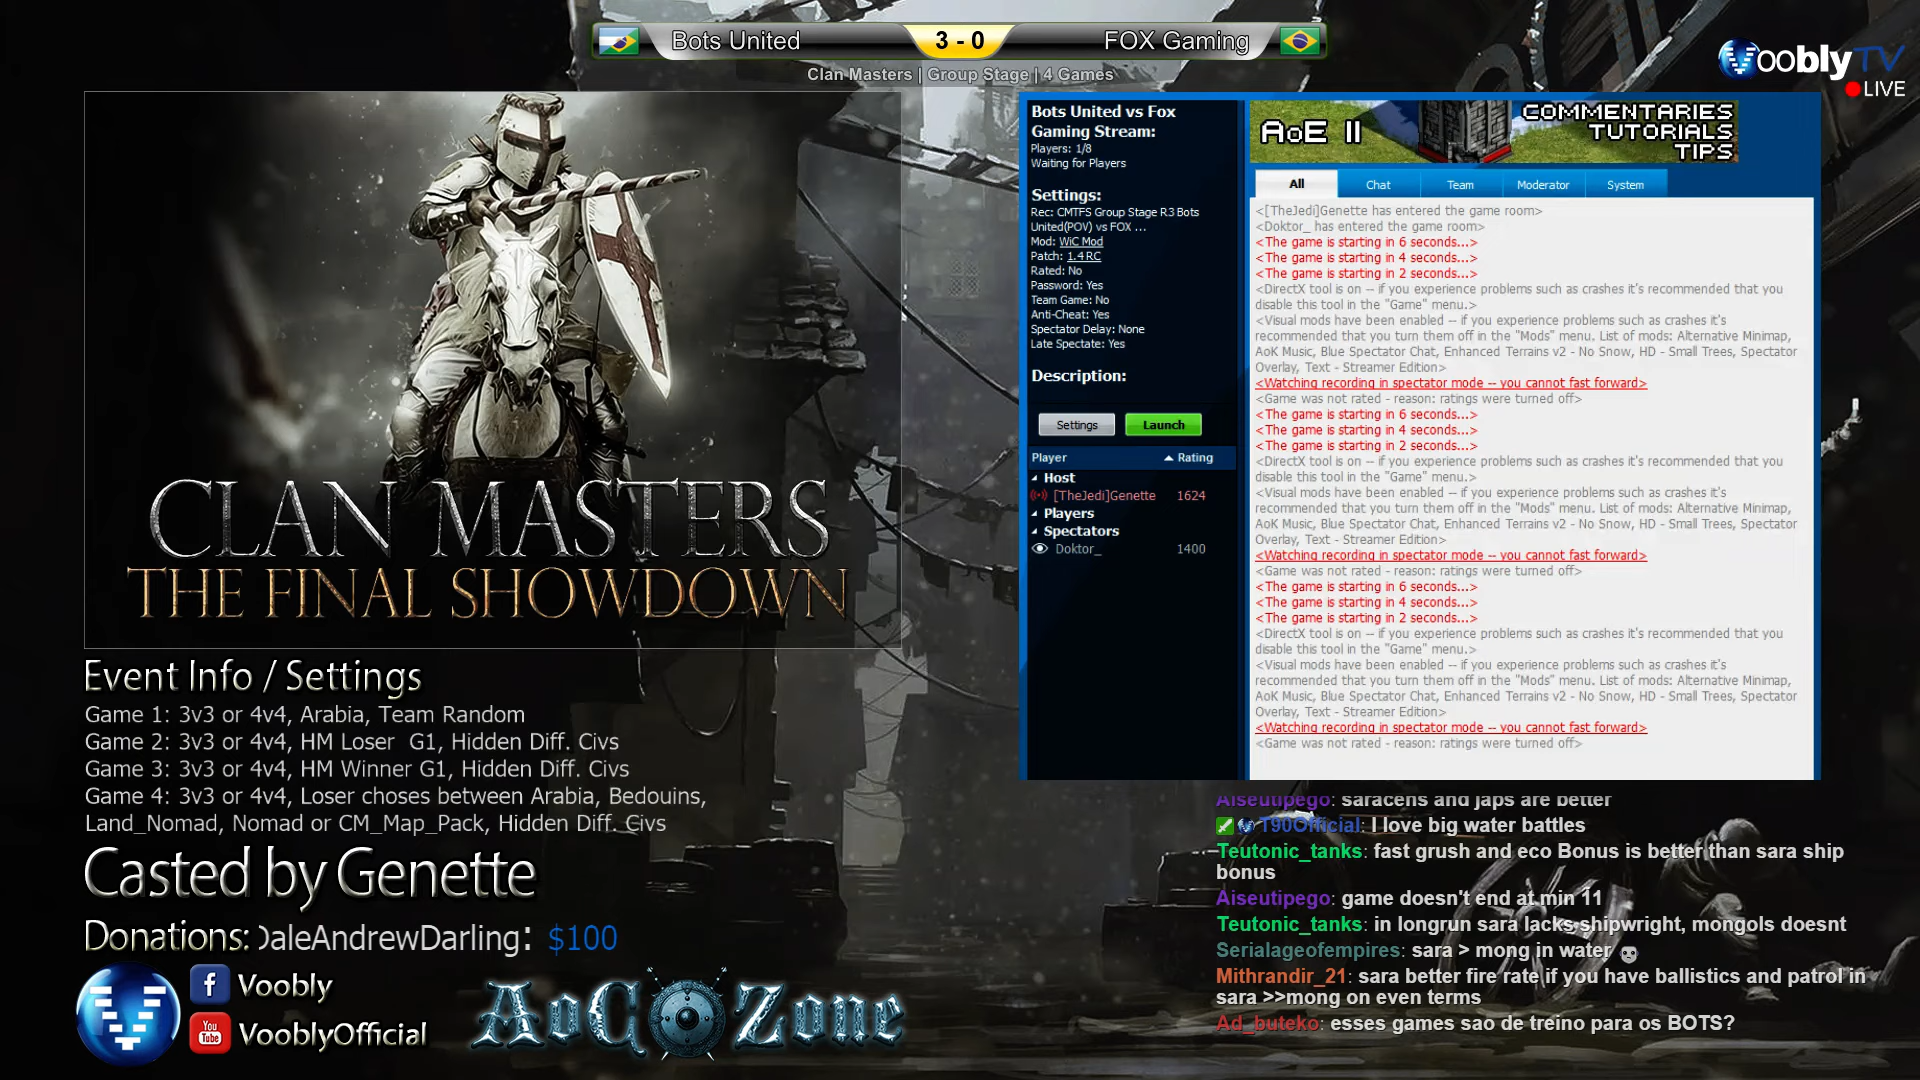 Bots United 3 - 0 FOX Gaming
Clan Masters | Group Stage | 4 Games
VooblyTV
LIVE
CLAN MASTERS
THE FINAL SHOWDOWN
Event Info / Settings
Game 1: 3v3 or 4v4, Arabia, Team Random
Game 2: 3v3 or 4v4, HM Loser  G1, Hidden Diff. Civs
Game 3: 3v3 or 4v4, HM Winner G1, Hidden Diff. Civs
Game 4: 3v3 or 4v4, Loser choses between Arabia, Bedouins,
Land_Nomad, Nomad or CM_Map_Pack, Hidden Diff. Civs
Casted by Genette
Donations: DaleAndrewDarling: $100
f Voobly
You Tube VooblyOfficial
AoC Zone
Bots United vs Fox
Gaming Stream:
Players: 1/8
Waiting for Players
Settings:
Rec: CMTFS Group Stage R3 Bots
United(POV) vs FOX ...
Mod: WiC Mod
Patch: 1.4 RC
Rated: No
Password: Yes
Team Game: No
Anti-Cheat: Yes
Spectator Delay: None
Late Spectate: Yes
Description:
Settings Launch
Player Rating
Host
[TheJedi]Genette 1624
Players
Spectators
Doktor_ 1400
AoE II
COMMENTARIES
TUTORIALS
TIPS
All Chat Team Moderator System
<[TheJedi]Genette has entered the game room>
<Doktor_ has entered the game room>
<The game is starting in 6 seconds...>
<The game is starting in 4 seconds...>
<The game is starting in 2 seconds...>
<DirectX tool is on -- if you experience problems such as crashes it's recommended that you
disable this tool in the "Game" menu.>
<Visual mods have been enabled -- if you experience problems such as crashes it's
recommended that you turn them off in the "Mods" menu. List of mods: Alternative Minimap,
AoK Music, Blue Spectator Chat, Enhanced Terrains v2 - No Snow, HD - Small Trees, Spectator
Overlay, Text - Streamer Edition>
<Watching recording in spectator mode -- you cannot fast forward>
<Game was not rated - reason: ratings were turned off>
<The game is starting in 6 seconds...>
<The game is starting in 4 seconds...>
<The game is starting in 2 seconds...>
<DirectX tool is on -- if you experience problems such as crashes it's recommended that you
disable this tool in the "Game" menu.>
<Visual mods have been enabled -- if you experience problems such as crashes it's
recommended that you turn them off in the "Mods" menu. List of mods: Alternative Minimap,
AoK Music, Blue Spectator Chat, Enhanced Terrains v2 - No Snow, HD - Small Trees, Spectator
Overlay, Text - Streamer Edition>
<Watching recording in spectator mode -- you cannot fast forward>
<Game was not rated - reason: ratings were turned off>
<The game is starting in 6 seconds...>
<The game is starting in 4 seconds...>
<The game is starting in 2 seconds...>
<DirectX tool is on -- if you experience problems such as crashes it's recommended that you
disable this tool in the "Game" menu.>
<Visual mods have been enabled -- if you experience problems such as crashes it's
recommended that you turn them off in the "Mods" menu. List of mods: Alternative Minimap,
AoK Music, Blue Spectator Chat, Enhanced Terrains v2 - No Snow, HD - Small Trees, Spectator
Overlay, Text - Streamer Edition>
<Watching recording in spectator mode -- you cannot fast forward>
<Game was not rated - reason: ratings were turned off>
Aiseutipego: saracens and japs are better
T90Official: I love big water battles
Teutonic_tanks: fast grush and eco Bonus is better than sara ship
bonus
Aiseutipego: game doesn't end at min 11
Teutonic_tanks: in longrun sara lacks shipwright, mongols doesnt
Serialageofempires: sara > mong in water
Mithrandir_21: sara better fire rate if you have ballistics and patrol in
sara >>mong on even terms
Ad_buteko: esses games sao de treino para os BOTS?